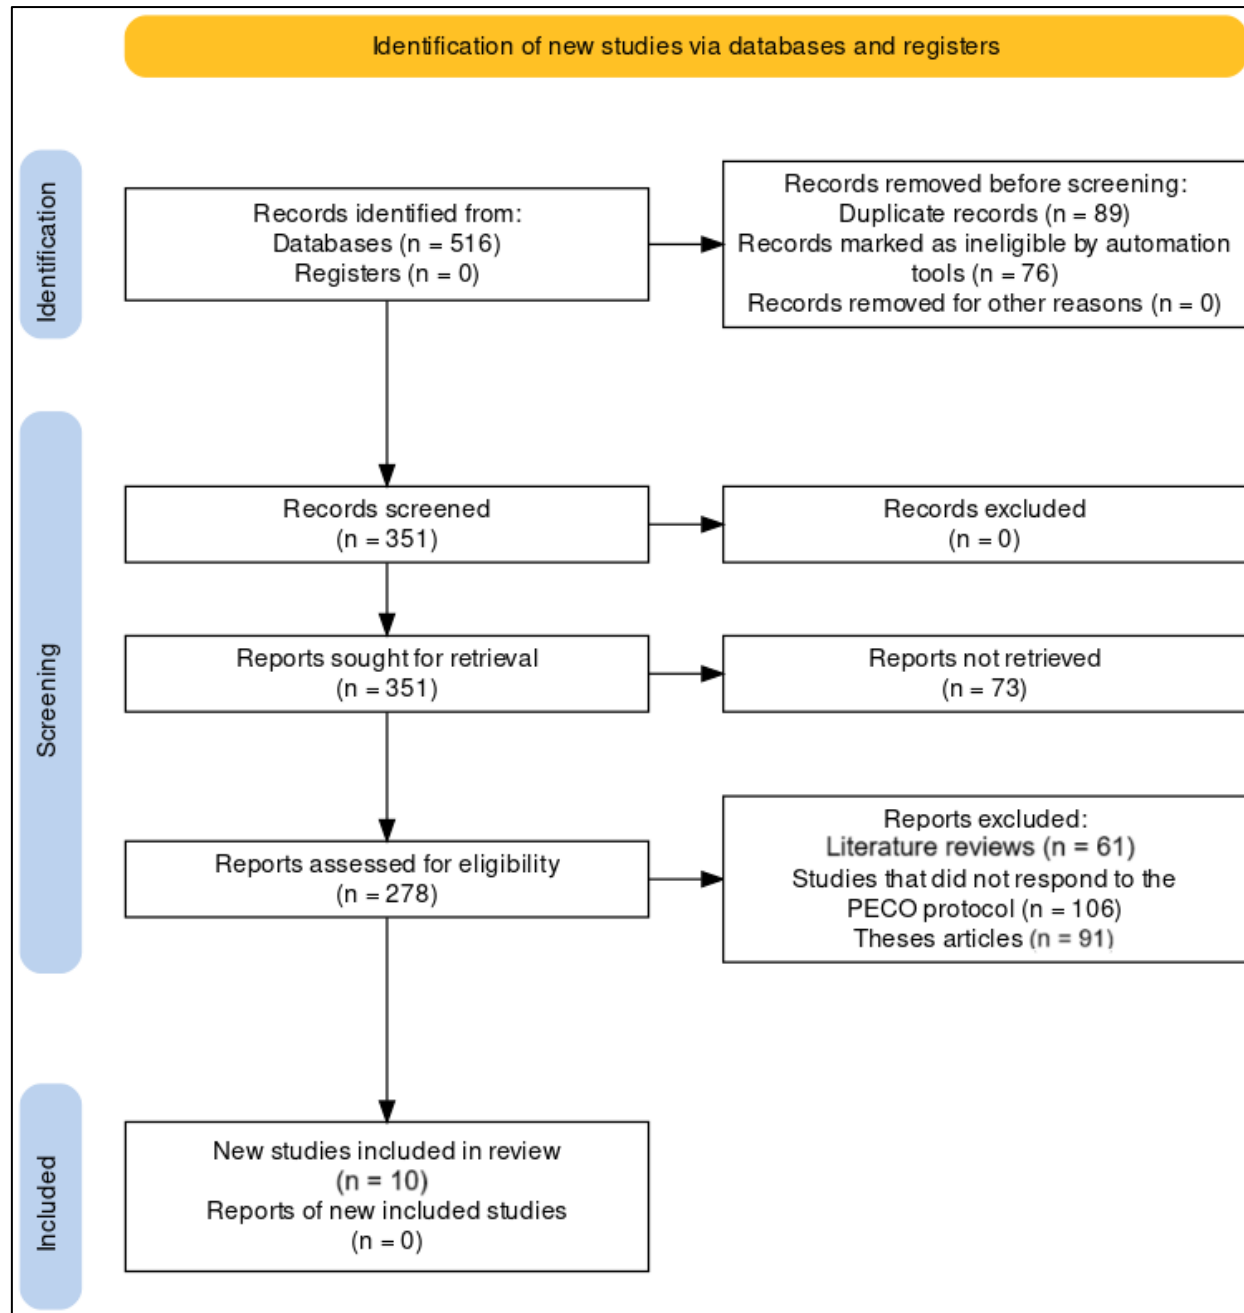 Identification of new studies via databases and registers
Identification
Records identified from:
Databases (n = 516)
Registers (n = 0)
Records removed before screening:
Duplicate records (n = 89)
Records marked as ineligible by automation
tools (n = 76)
Records removed for other reasons (n = 0)
Screening
Records screened
(n = 351)
Records excluded
(n = 0)
Reports sought for retrieval
(n = 351)
Reports not retrieved
(n = 73)
Reports assessed for eligibility
(n = 278)
Reports excluded:
Literature reviews (n = 61)
Studies that did not respond to the
PECO protocol (n = 106)
Theses articles (n = 91)
Included
New studies included in review
(n = 10)
Reports of new included studies
(n = 0)